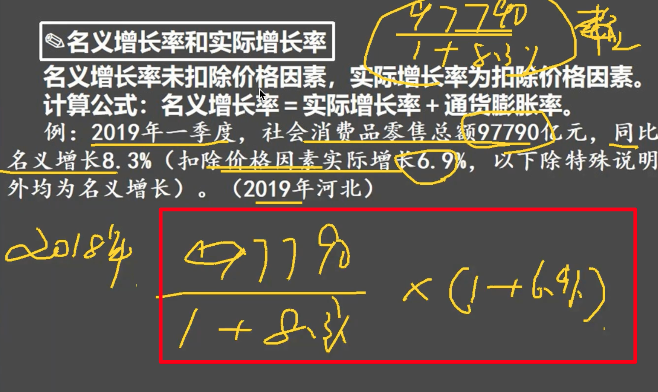 97790
1+8.3%
✎名义增长率和实际增长率
名义增长率未扣除价格因素，实际增长率为扣除价格因素。
计算公式：名义增长率＝实际增长率＋通货膨胀率。
例：2019年一季度，社会消费品零售总额97790亿元，同比
名义增长8.3%（扣除价格因素实际增长6.9%，以下除特殊说明
外均为名义增长）。（2019年河北）
2018年
97790
1+8.3%
×(1+6.9%)